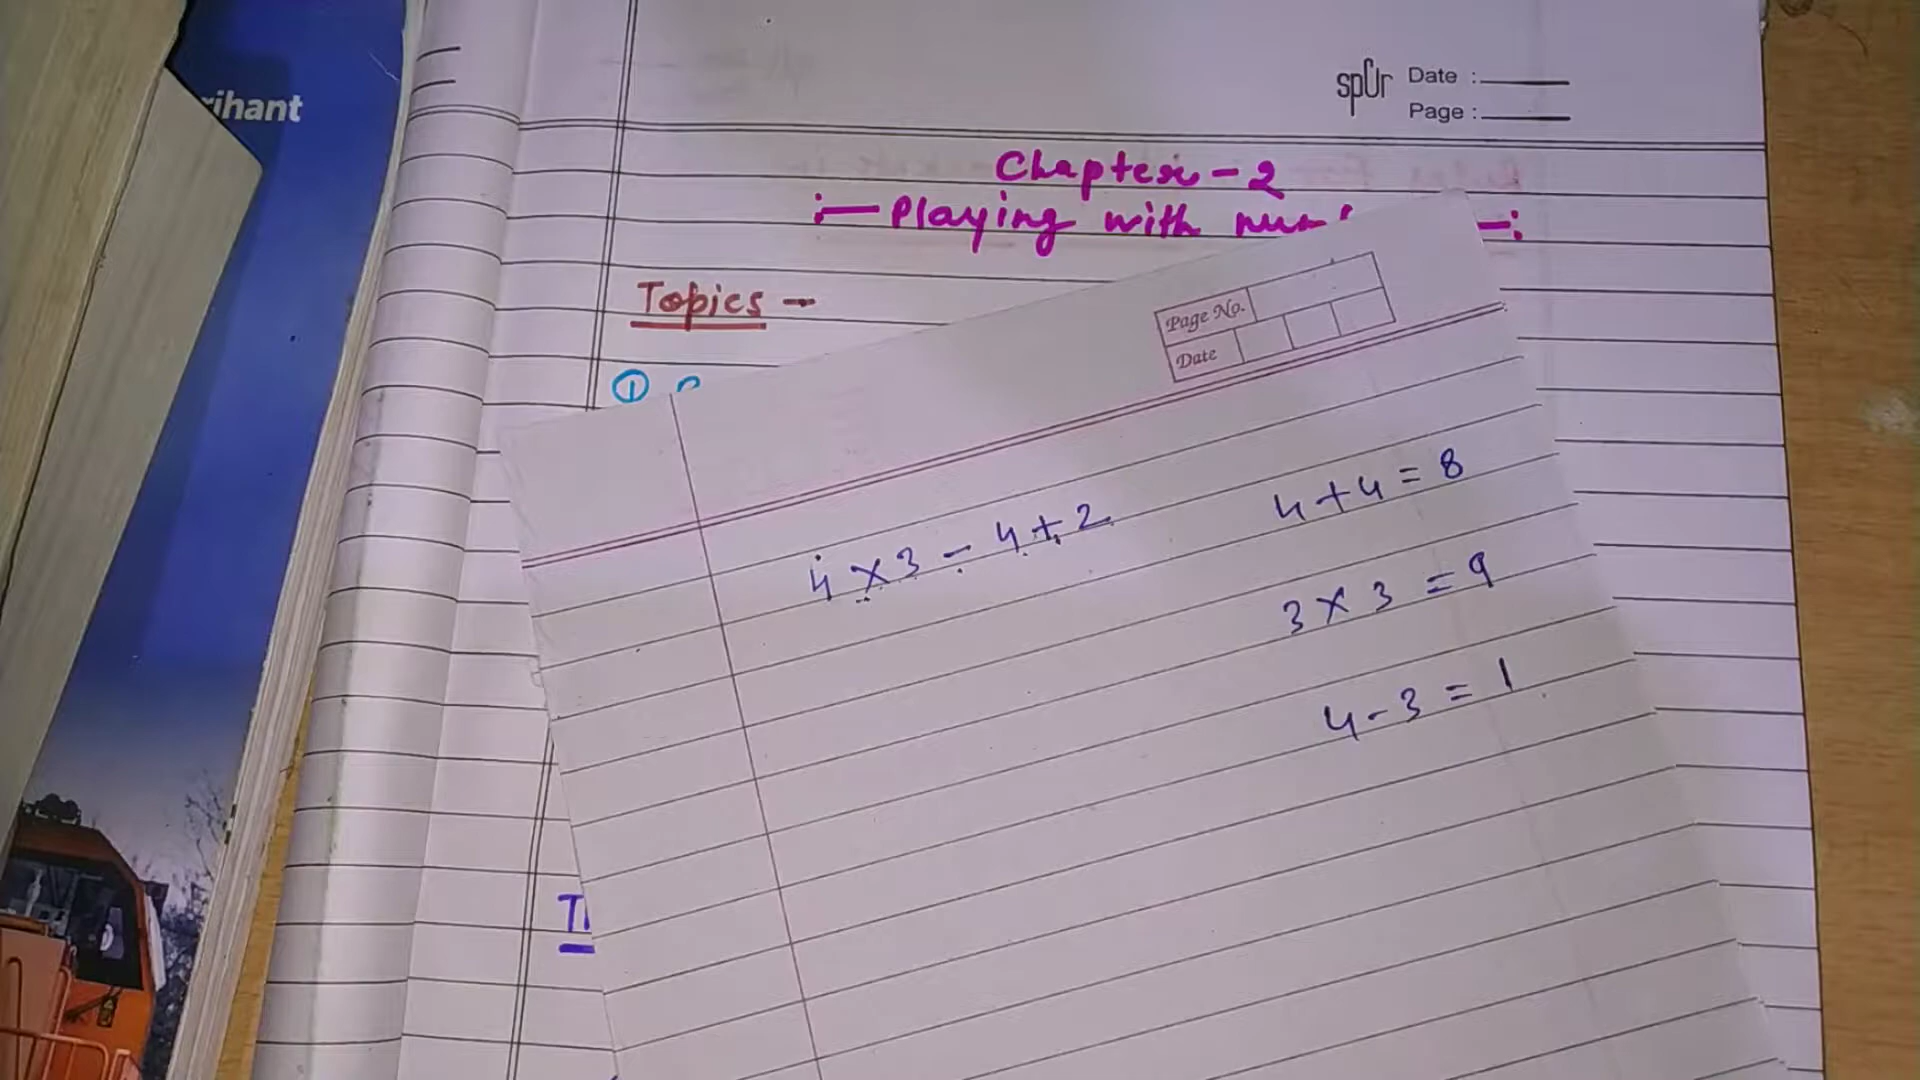 rihant
spUr Date :
Page :
Chapter - 2
:— Playing with —:
Topics -
①
Page No.
Date
4 × 3 - 4 + 2
4 + 4 = 8
3 × 3 = 9
4 - 3 = 1